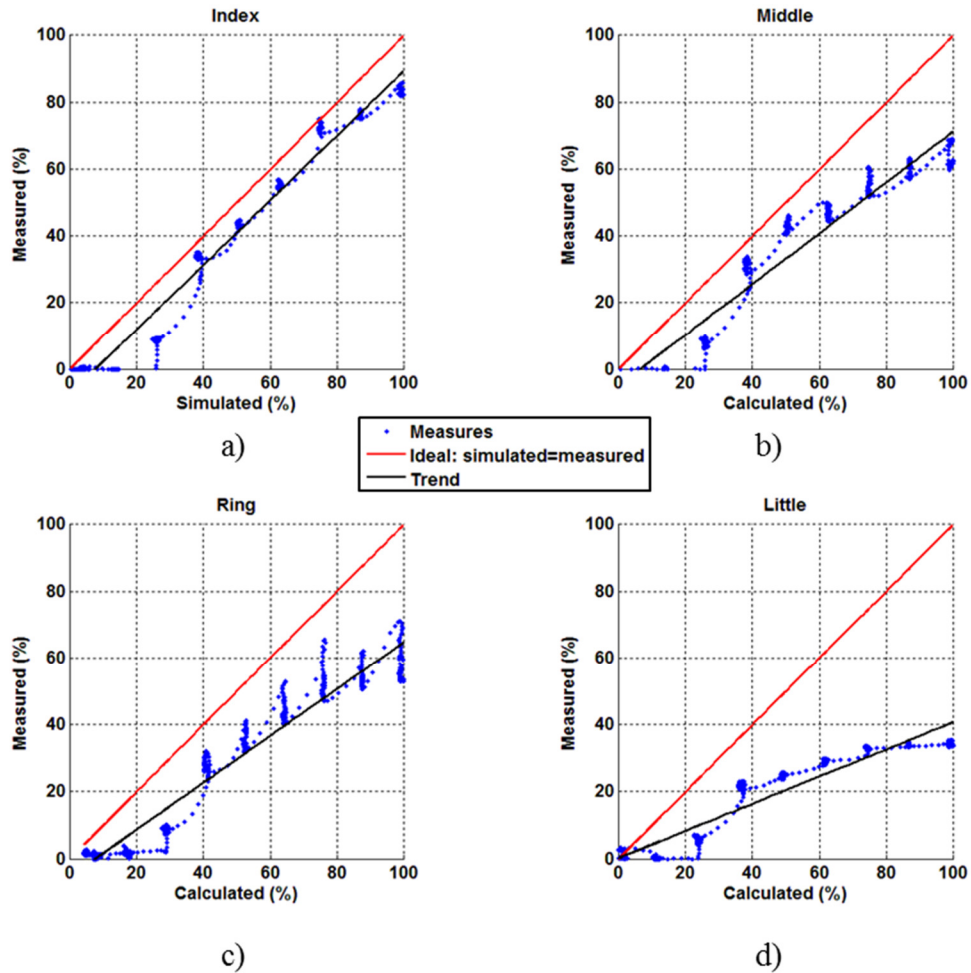 Index
Measured (%)
100
80
60
40
20
0
0 20 40 60 80 100
Simulated (%)
a)
Middle
Measured (%)
100
80
60
40
20
0
0 20 40 60 80 100
Calculated (%)
b)
Measures
Ideal: simulated=measured
Trend
Ring
Measured (%)
100
80
60
40
20
0
0 20 40 60 80 100
Calculated (%)
c)
Little
Measured (%)
100
80
60
40
20
0
0 20 40 60 80 100
Calculated (%)
d)